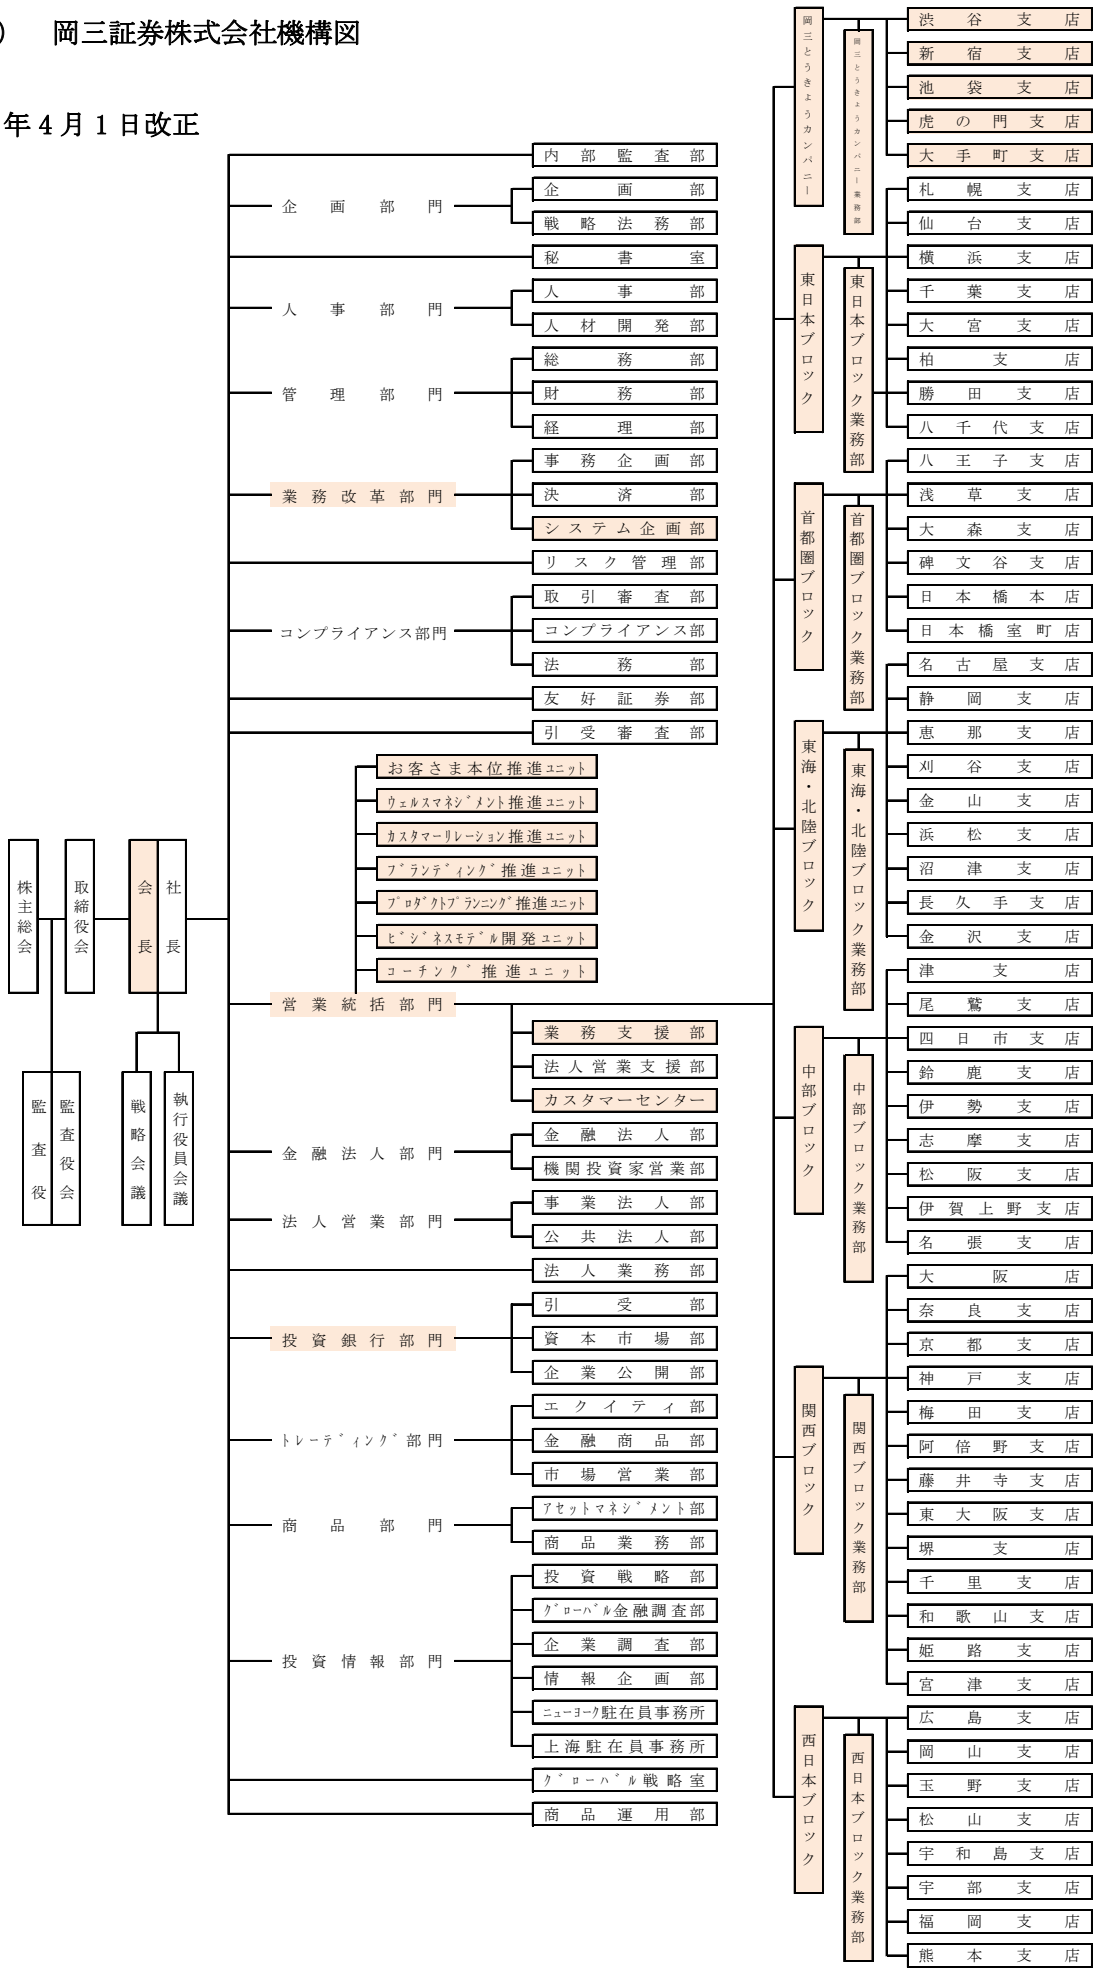 ） 岡三証券株式会社機構図
年４月１日改正
株主総会
取締役会
会長
社長
監査役
監査役会
戦略会議
執行役員会議
内部監査部
企画部門
企画部
戦略法務部
秘書室
人事部門
人事部
人材開発部
管理部門
総務部
財務部
経理部
業務改革部門
事務企画部
決済部
システム企画部
リスク管理部
コンプライアンス部門
取引審査部
コンプライアンス部
法務部
友好証券部
引受審査部
お客さま本位推進ユニット
ウェルスマネジメント推進ユニット
カスタマーリレーション推進ユニット
ブランディング推進ユニット
プロダクトプランニング推進ユニット
ビジネスモデル開発ユニット
コーチング推進ユニット
営業統括部門
業務支援部
法人営業支援部
カスタマーセンター
金融法人部門
金融法人部
機関投資家営業部
法人営業部門
事業法人部
公共法人部
法人業務部
投資銀行部門
引受部
資本市場部
企業公開部
トレーディング部門
エクイティ部
金融商品部
市場営業部
商品部門
アセットマネジメント部
商品業務部
投資情報部門
投資戦略部
グローバル金融調査部
企業調査部
情報企画部
ニューヨーク駐在員事務所
上海駐在員事務所
グローバル戦略室
商品運用部
岡三とうきょうカンパニー
岡三とうきょうカンパニー業務部
渋谷支店
新宿支店
池袋支店
虎の門支店
大手町支店
東日本ブロック
東日本ブロック業務部
札幌支店
仙台支店
横浜支店
千葉支店
大宮支店
柏支店
勝田支店
八千代支店
首都圏ブロック
首都圏ブロック業務部
八王子支店
浅草支店
大森支店
碑文谷支店
日本橋本店
日本橋室町店
東海・北陸ブロック
東海・北陸ブロック業務部
名古屋支店
静岡支店
恵那支店
刈谷支店
金山支店
浜松支店
沼津支店
長久手支店
金沢支店
中部ブロック
中部ブロック業務部
津支店
尾鷲支店
四日市支店
鈴鹿支店
伊勢支店
志摩支店
松阪支店
伊賀上野支店
名張支店
関西ブロック
関西ブロック業務部
大阪店
奈良支店
京都支店
神戸支店
梅田支店
阿倍野支店
藤井寺支店
東大阪支店
堺支店
千里支店
和歌山支店
姫路支店
宮津支店
西日本ブロック
西日本ブロック業務部
広島支店
岡山支店
玉野支店
松山支店
宇和島支店
宇部支店
福岡支店
熊本支店